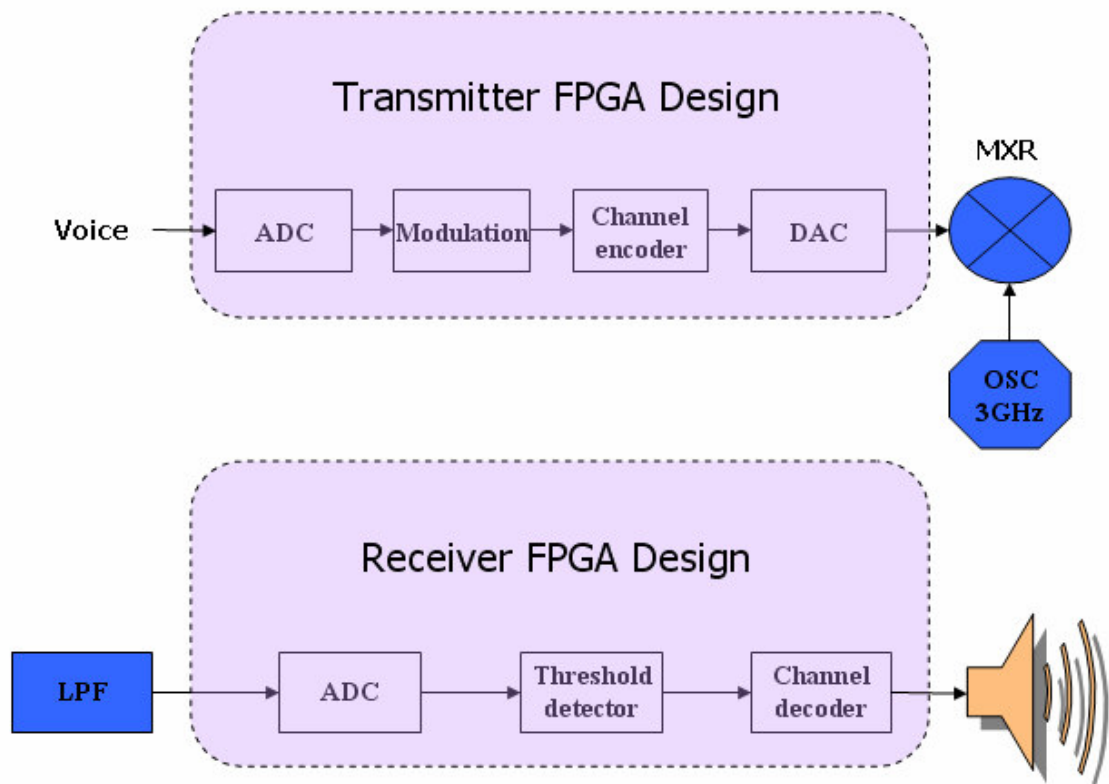 Transmitter FPGA Design
MXR
Voice
ADC
Modulation
Channel
encoder
DAC
OSC
3GHz
Receiver FPGA Design
LPF
ADC
Threshold
detector
Channel
decoder